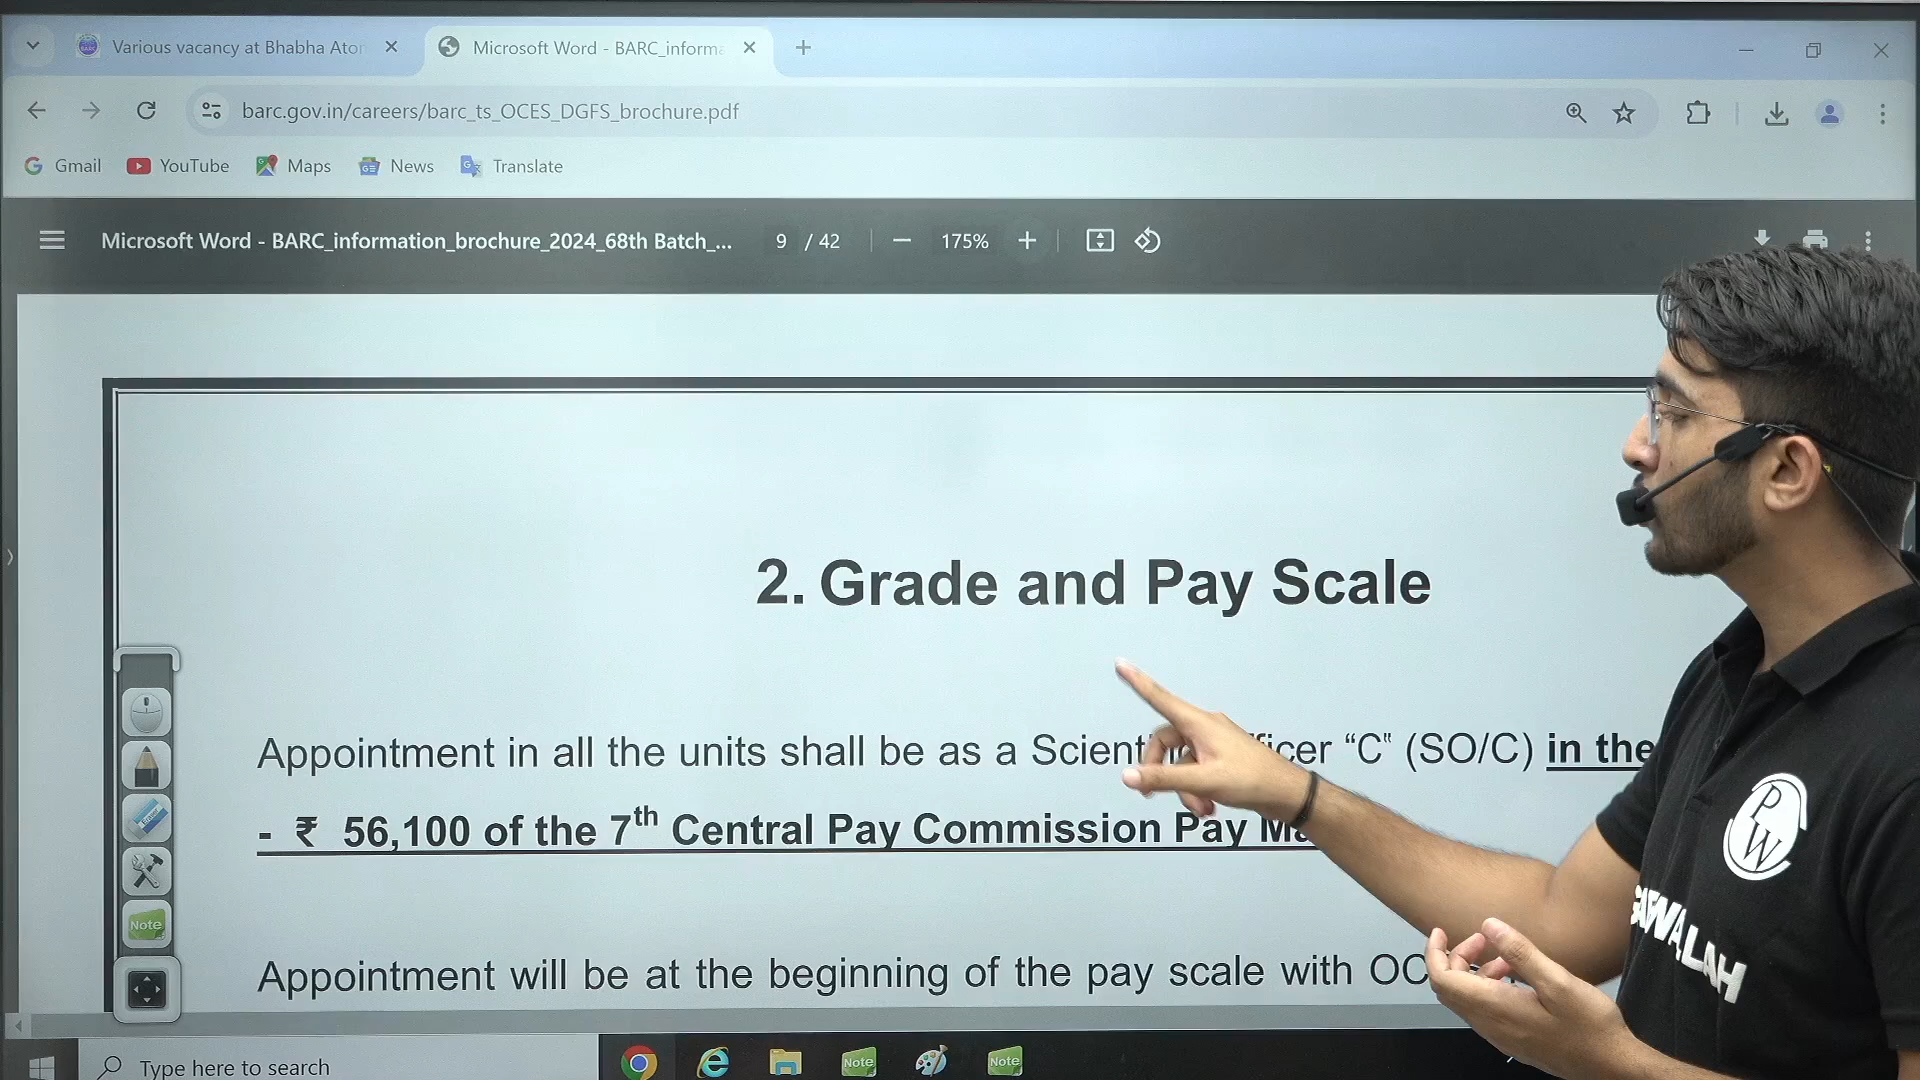 Various vacancy at Bhabha Ator
Microsoft Word - BARC_informa
barc.gov.in/careers/barc_ts_OCES_DGFS_brochure.pdf
Gmail
YouTube
Maps
News
Translate
Microsoft Word - BARC_information_brochure_2024_68th Batch_...
9 / 42
175%
2. Grade and Pay Scale
Appointment in all the units shall be as a "C" (SO/C) in the
- ₹ 56,100 of the 7th Central Pay Commission Pay
Appointment will be at the beginning of the pay scale with
Note
Type here to search
Note
Note
PW